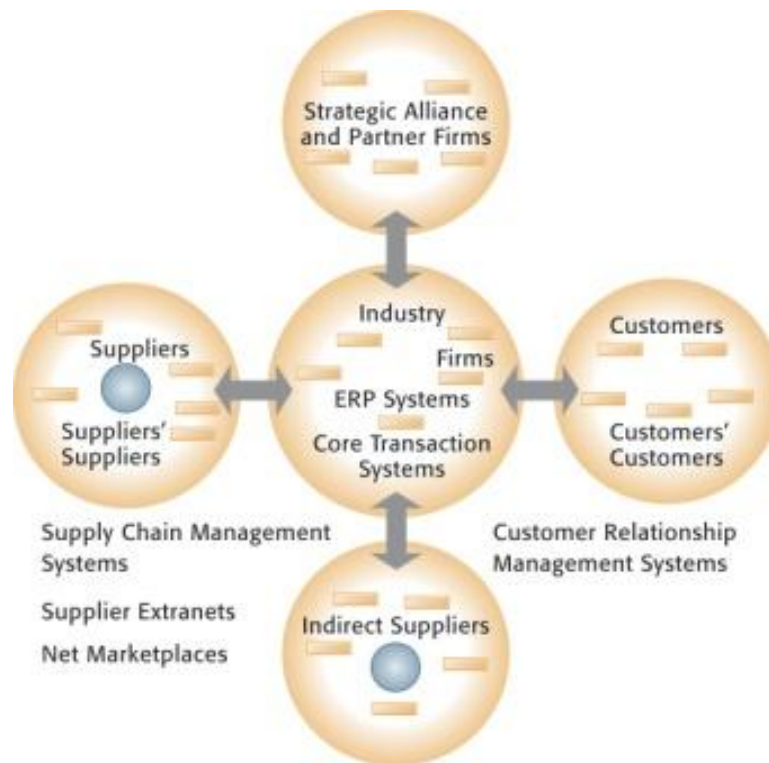 Strategic Alliance
and Partner Firms
Industry
Firms
ERP Systems
Core Transaction
Systems
Suppliers
Suppliers’
Suppliers
Customers
Customers’
Customers
Supply Chain Management
Systems
Supplier Extranets
Net Marketplaces
Customer Relationship
Management Systems
Indirect Suppliers